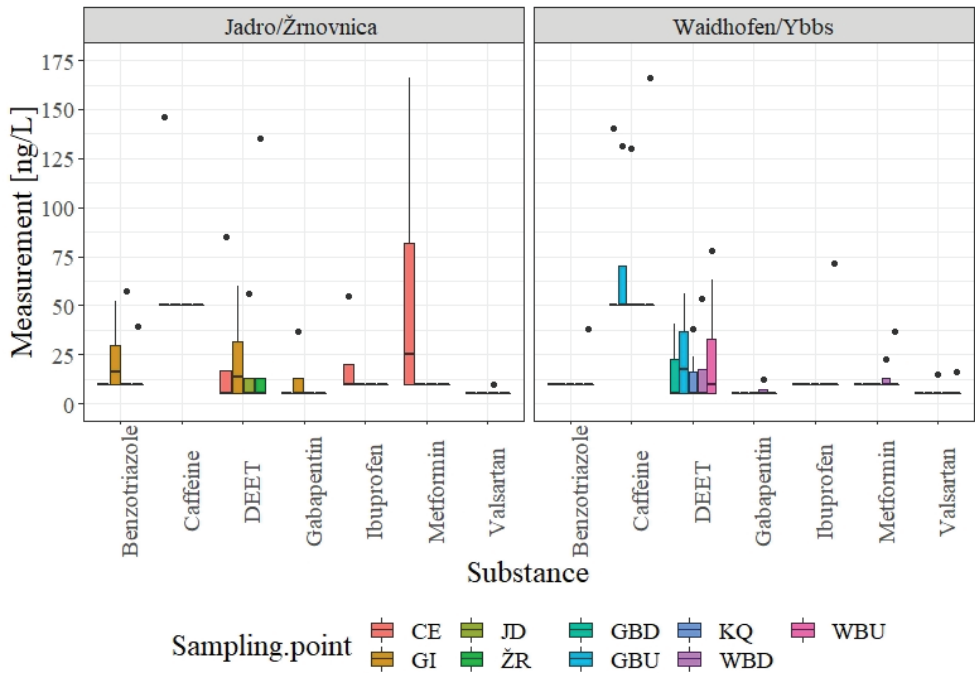 Jadro/Žrnovnica
Waidhofen/Ybbs
Measurement [ng/L]
175
150
125
100
75
50
25
0
Benzotriazole
Caffeine
DEET
Gabapentin
Ibuprofen
Metformin
Valsartan
Benzotriazole
Caffeine
DEET
Gabapentin
Ibuprofen
Metformin
Valsartan
Substance
Sampling.point
CE JD GBD KQ WBU
GI ŽR GBU WBD